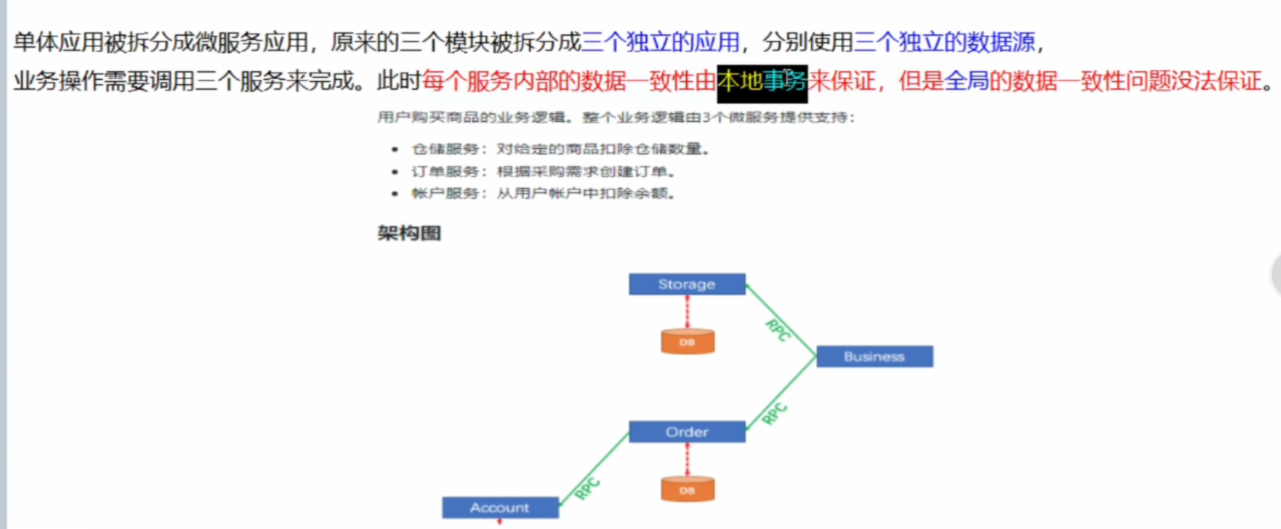 单体应用被拆分成微服务应用，原来的三个模块被拆分成三个独立的应用，分别使用三个独立的数据源，
业务操作需要调用三个服务来完成。此时每个服务内部的数据一致性由本地事务来保证，但是全局的数据一致性问题没法保证。
用户购买商品的业务逻辑。整个业务逻辑由3个微服务提供支持：
• 仓储服务：对给定的商品扣除仓储数量。
• 订单服务：根据采购需求创建订单。
• 帐户服务：从用户帐户中扣除余额。
架构图
Storage
RPC
DB
Business
RPC
Order
RPC
DB
Account